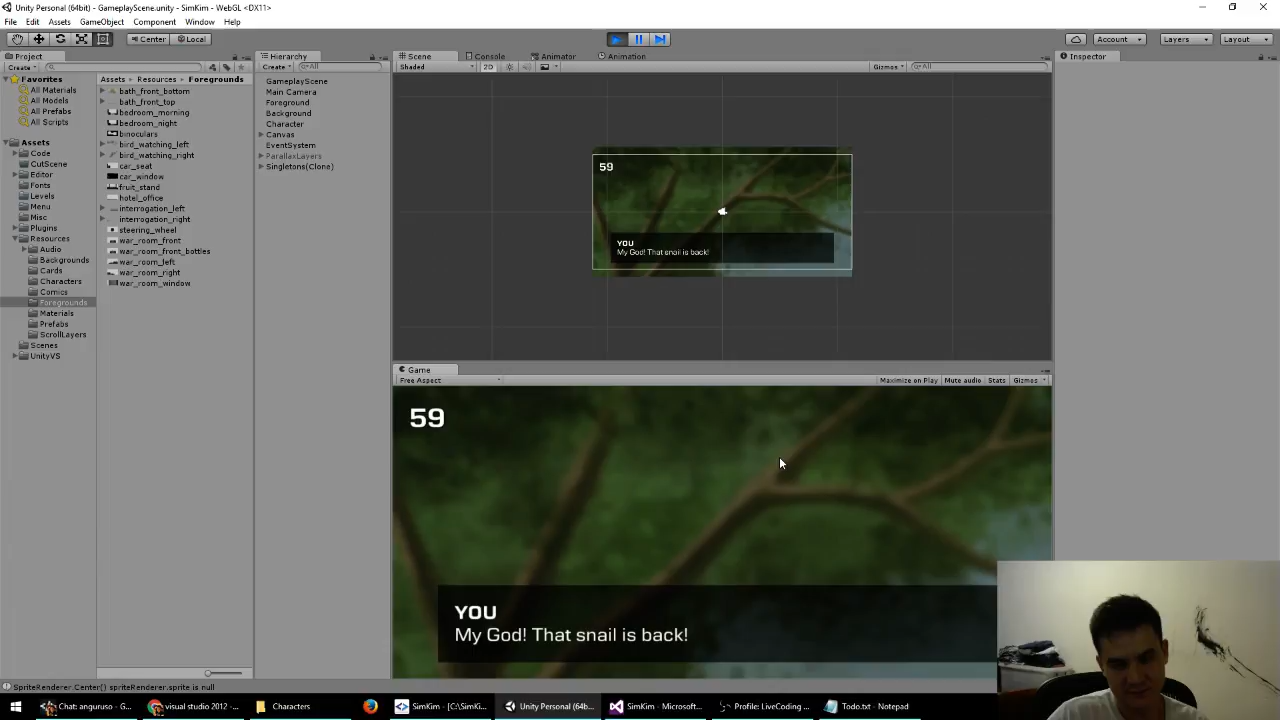 Unity Personal (64bit) - GameplayScene.unity - SimKim - WebGL <DX11>
File Edit Assets GameObject Component Window Help
Center Local Account Layers Layout
Project
Create
Favorites
All Materials
All Models
All Prefabs
All Scripts
Assets
Code
CutScene
Editor
Fonts
Levels
Menu
Misc
Plugins
Resources
Audio
Backgrounds
Cards
Characters
Comics
Foregrounds
Materials
Prefabs
ScrollLayers
Scenes
UnityVS
Assets Resources Foregrounds
bath_front_bottom
bath_front_top
bedroom_morning
bedroom_night
binoculars
bird_watching_left
bird_watching_right
car_seat
car_window
fruit_stand
hotel_office
interrogation_left
interrogation_right
steering_wheel
war_room_front
war_room_front_bottles
war_room_left
war_room_right
war_room_window
Hierarchy
Create All
GameplayScene
Main Camera
Foreground
Background
Character
Canvas
EventSystem
ParallaxLayers
Singletons(Clone)
Scene Console Animator Animation
Shaded 2D Gizmos All
59
YOU
My God! That snail is back!
Game
Free Aspect Maximize on Play Mute audio Stats Gizmos
59
YOU
My God! That snail is back!
Inspector
SpriteRenderer.Center() spriteRenderer.sprite is null
Chat: anguruso - G... visual studio 2012 - ... Characters SimKim - [C:\SimKi... Unity Personal (64b... SimKim - Microsoft... Profile: LiveCoding ... Todo.txt - Notepad